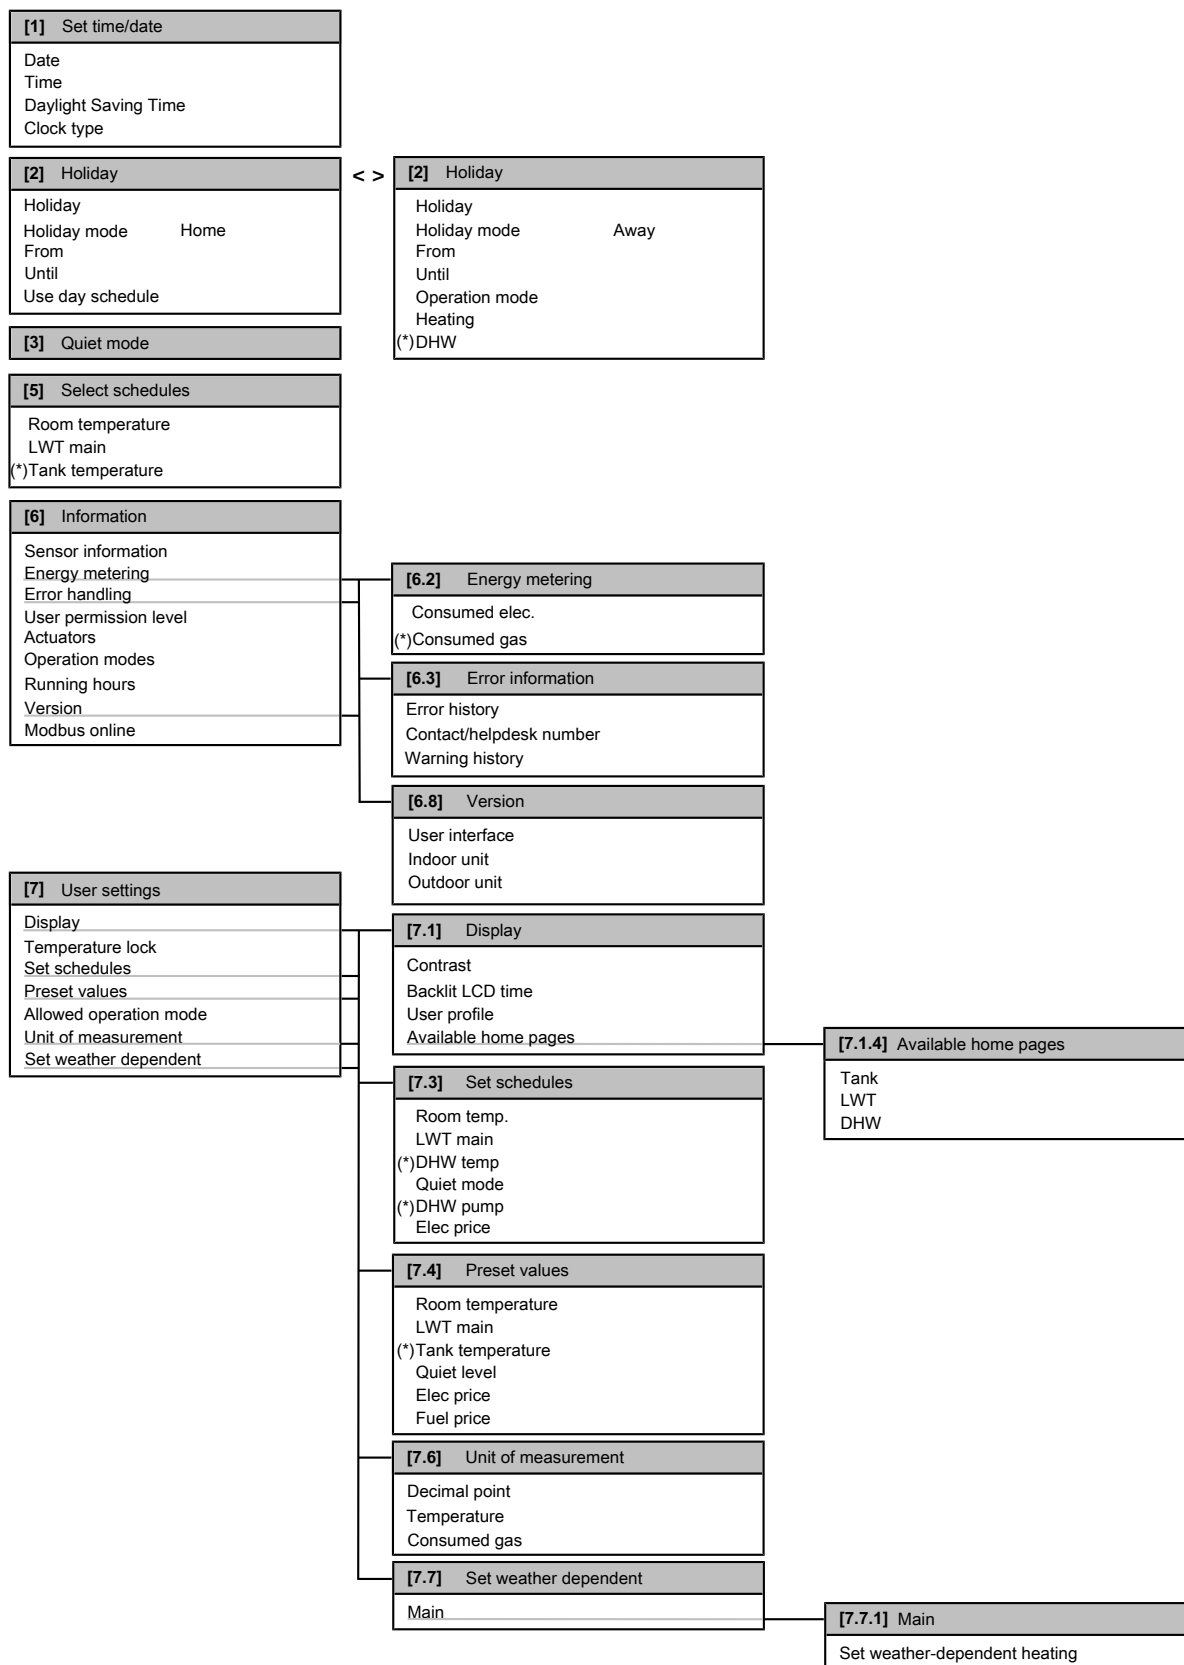 [1] Set time/date
Date
Time
Daylight Saving Time
Clock type
[2] Holiday
Holiday
Holiday mode Home
From
Until
Use day schedule
< >
[2] Holiday
Holiday
Holiday mode Away
From
Until
Operation mode
Heating
(*)DHW
[3] Quiet mode
[5] Select schedules
Room temperature
LWT main
(*)Tank temperature
[6] Information
Sensor information
Energy metering
Error handling
User permission level
Actuators
Operation modes
Running hours
Version
Modbus online
[6.2] Energy metering
Consumed elec.
(*)Consumed gas
[6.3] Error information
Error history
Contact/helpdesk number
Warning history
[6.8] Version
User interface
Indoor unit
Outdoor unit
[7] User settings
Display
Temperature lock
Set schedules
Preset values
Allowed operation mode
Unit of measurement
Set weather dependent
[7.1] Display
Contrast
Backlit LCD time
User profile
Available home pages
[7.1.4] Available home pages
Tank
LWT
DHW
[7.3] Set schedules
Room temp.
LWT main
(*)DHW temp
Quiet mode
(*)DHW pump
Elec price
[7.4] Preset values
Room temperature
LWT main
(*)Tank temperature
Quiet level
Elec price
Fuel price
[7.6] Unit of measurement
Decimal point
Temperature
Consumed gas
[7.7] Set weather dependent
Main
[7.7.1] Main
Set weather-dependent heating